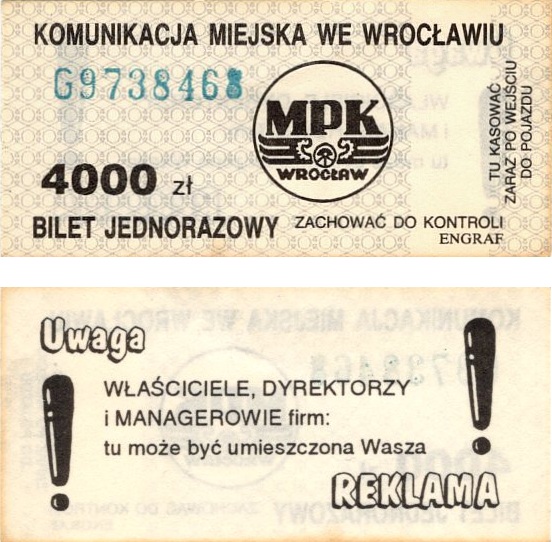 KOMUNIKACJA MIEJSKA WE WROCŁAWIU
G9738468
MPK
WROCŁAW
4000 zł
BILET JEDNORAZOWY
ZACHOWAĆ DO KONTROLI
ENGRAF
TU KASOWAĆ
ZARAZ PO WEJŚCIU
DO POJAZDU
Uwaga
WŁAŚCICIELE, DYREKTORZY
i MANAGEROWIE firm:
tu może być umieszczona Wasza
REKLAMA